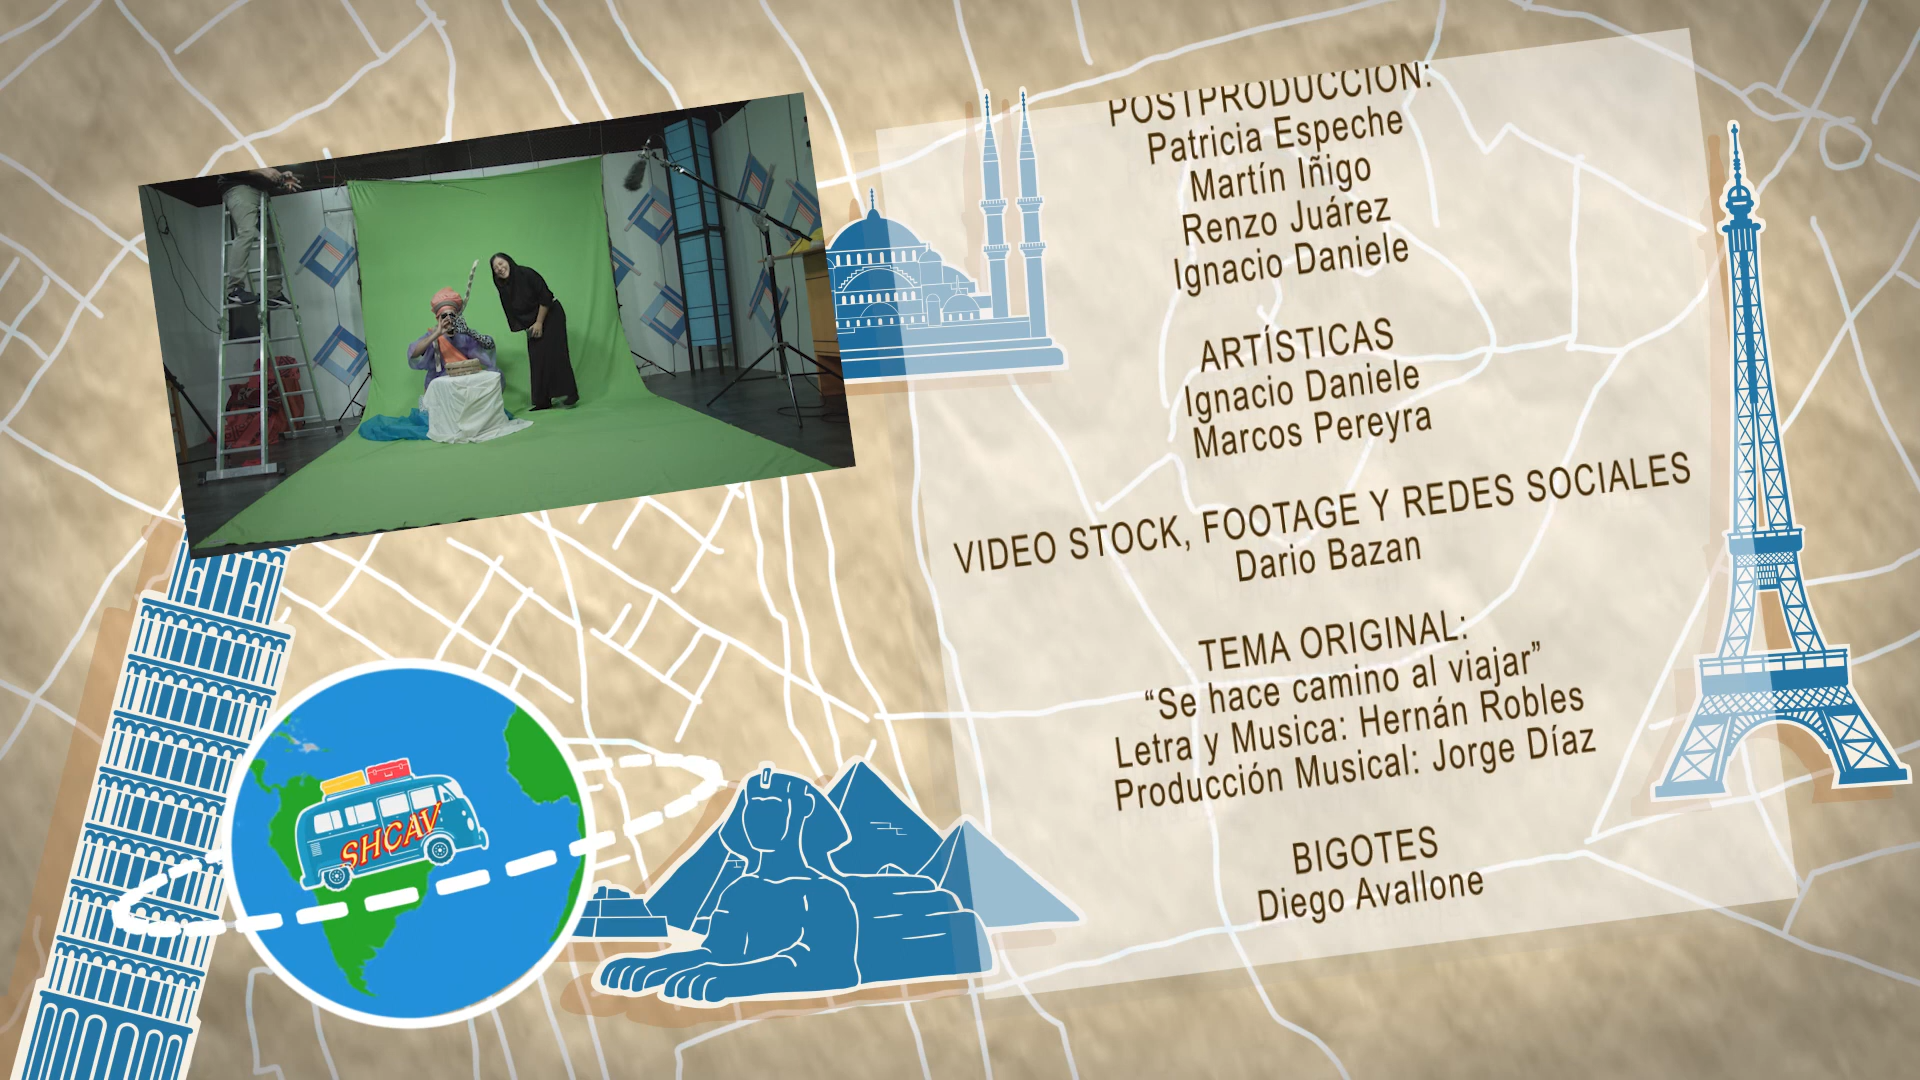 SHCAV
POSTPRODUCCIÓN:
Patricia Espeche
Martín Iñigo
Renzo Juárez
Ignacio Daniele
ARTÍSTICAS
Ignacio Daniele
Marcos Pereyra
VIDEO STOCK, FOOTAGE Y REDES SOCIALES
Dario Bazan
TEMA ORIGINAL:
“Se hace camino al viajar”
Letra y Musica: Hernán Robles
Producción Musical: Jorge Díaz
BIGOTES
Diego Avallone